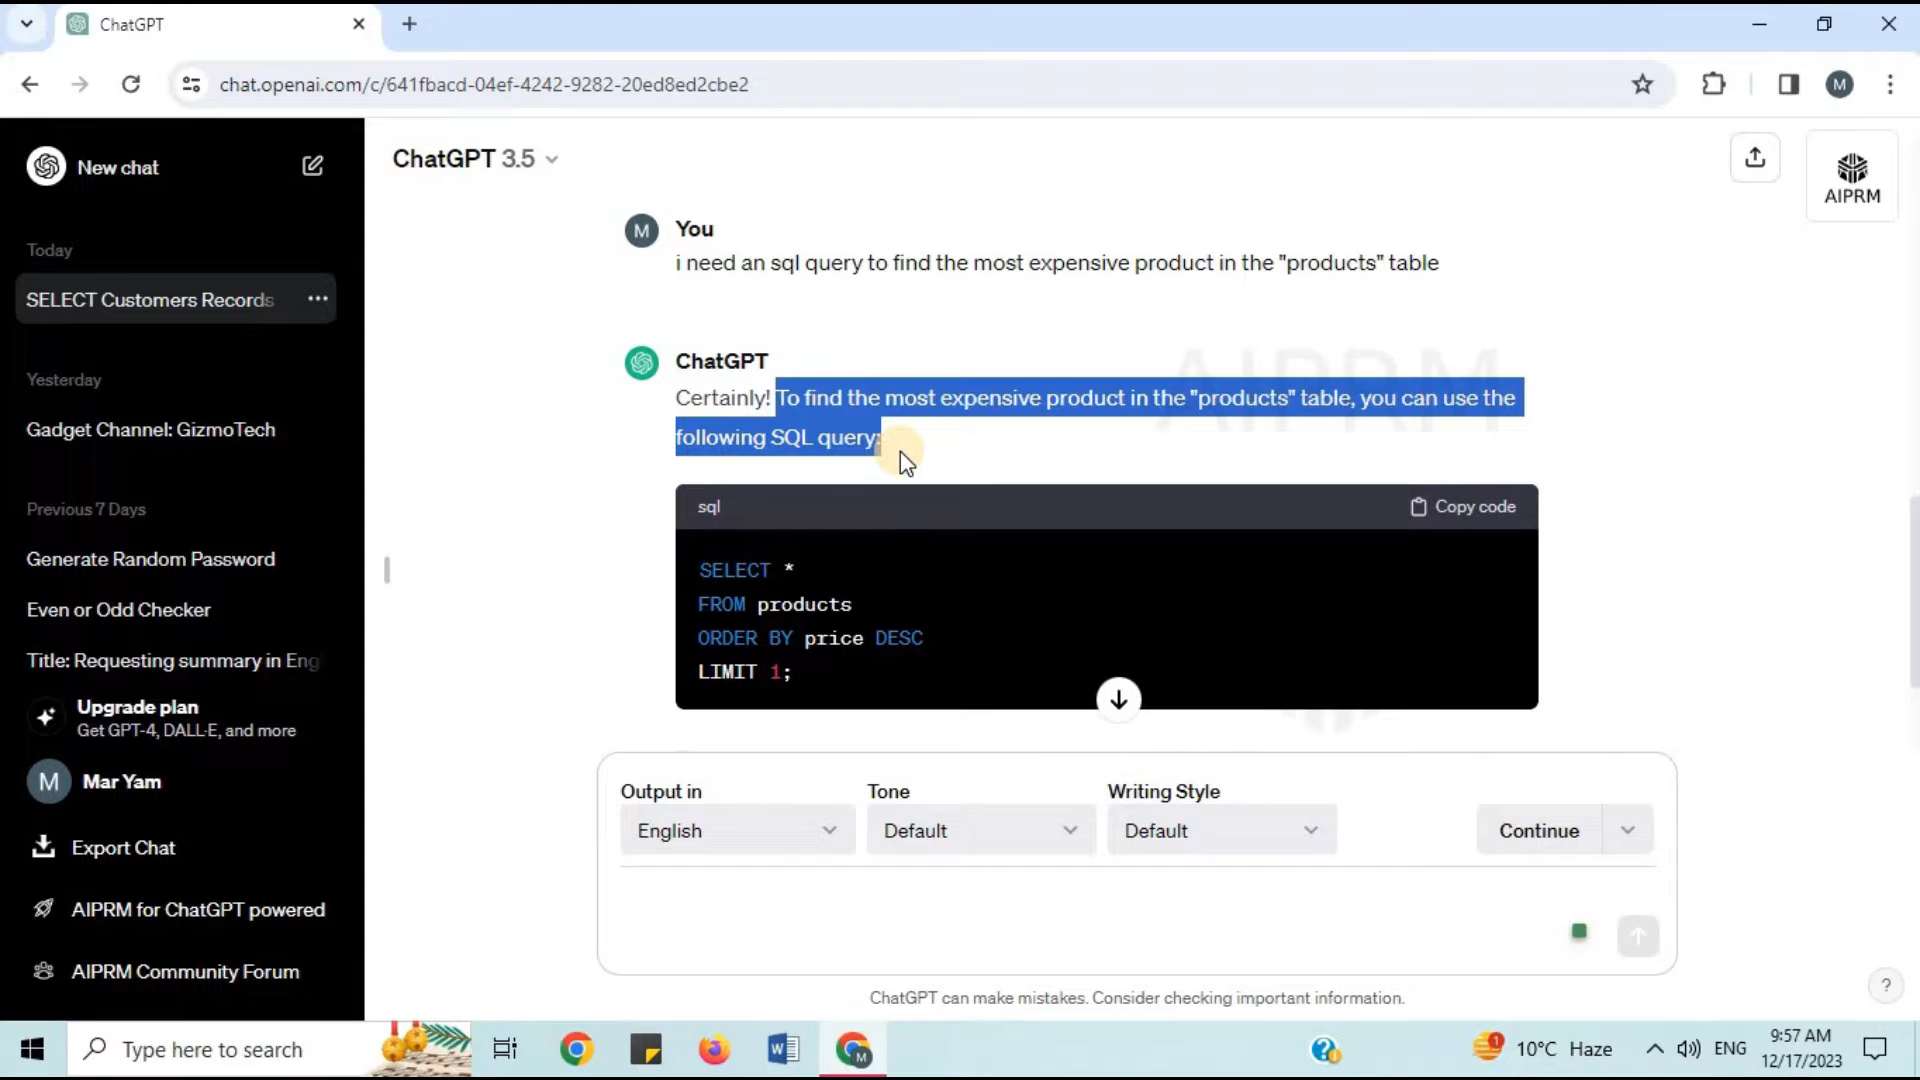 ChatGPT
chat.openai.com/c/641fbacd-04ef-4242-9282-20ed8ed2cbe2
M
New chat
Today
SELECT Customers Records
Yesterday
Gadget Channel: GizmoTech
Previous 7 Days
Generate Random Password
Even or Odd Checker
Title: Requesting summary in Eng
Upgrade plan
Get GPT-4, DALL·E, and more
M
Mar Yam
Export Chat
AIPRM for ChatGPT powered
AIPRM Community Forum
ChatGPT 3.5
AIPRM
M
You
i need an sql query to find the most expensive product in the "products" table
ChatGPT
Certainly! To find the most expensive product in the "products" table, you can use the
following SQL query:
AIPRM
sql
Copy code
SELECT *
FROM products
ORDER BY price DESC
LIMIT 1;
Output in
Tone
Writing Style
English
Default
Default
Continue
ChatGPT can make mistakes. Consider checking important information.
?
Type here to search
M
1
10°C Haze
ENG
9:57 AM
12/17/2023